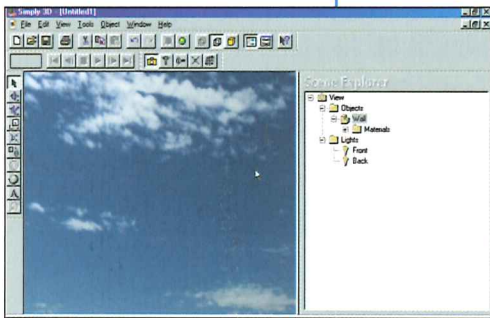 Simply 3D - [Untitled1]
File Edit View Tools Object Window Help
Scene Explorer
View
Objects
Wall
Materials
Lights
Front
Back